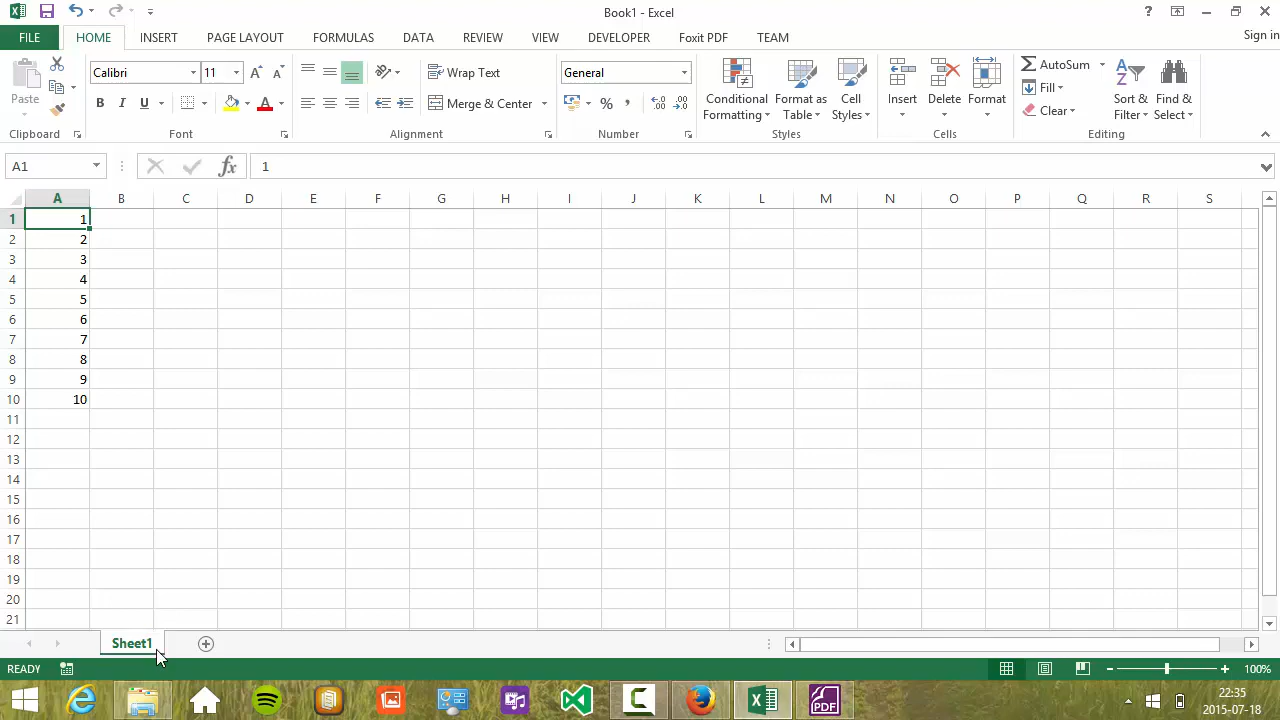 Book1 - Excel
FILE HOME INSERT PAGE LAYOUT FORMULAS DATA REVIEW VIEW DEVELOPER Foxit PDF TEAM Sign in
Calibri 11 Wrap Text General AutoSum
Paste Conditional Formatting Format as Table Cell Styles Insert Delete Format Fill Sort & Filter Find & Select
B I U A Merge & Center % Clear
Clipboard Font Alignment Number Styles Cells Editing
A1 fx 1
A B C D E F G H I J K L M N O P Q R S
1 1
2 2
3 3
4 4
5 5
6 6
7 7
8 8
9 9
10 10
11
12
13
14
15
16
17
18
19
20
21
Sheet1
READY 100%
PDF 22:35
2015-07-18